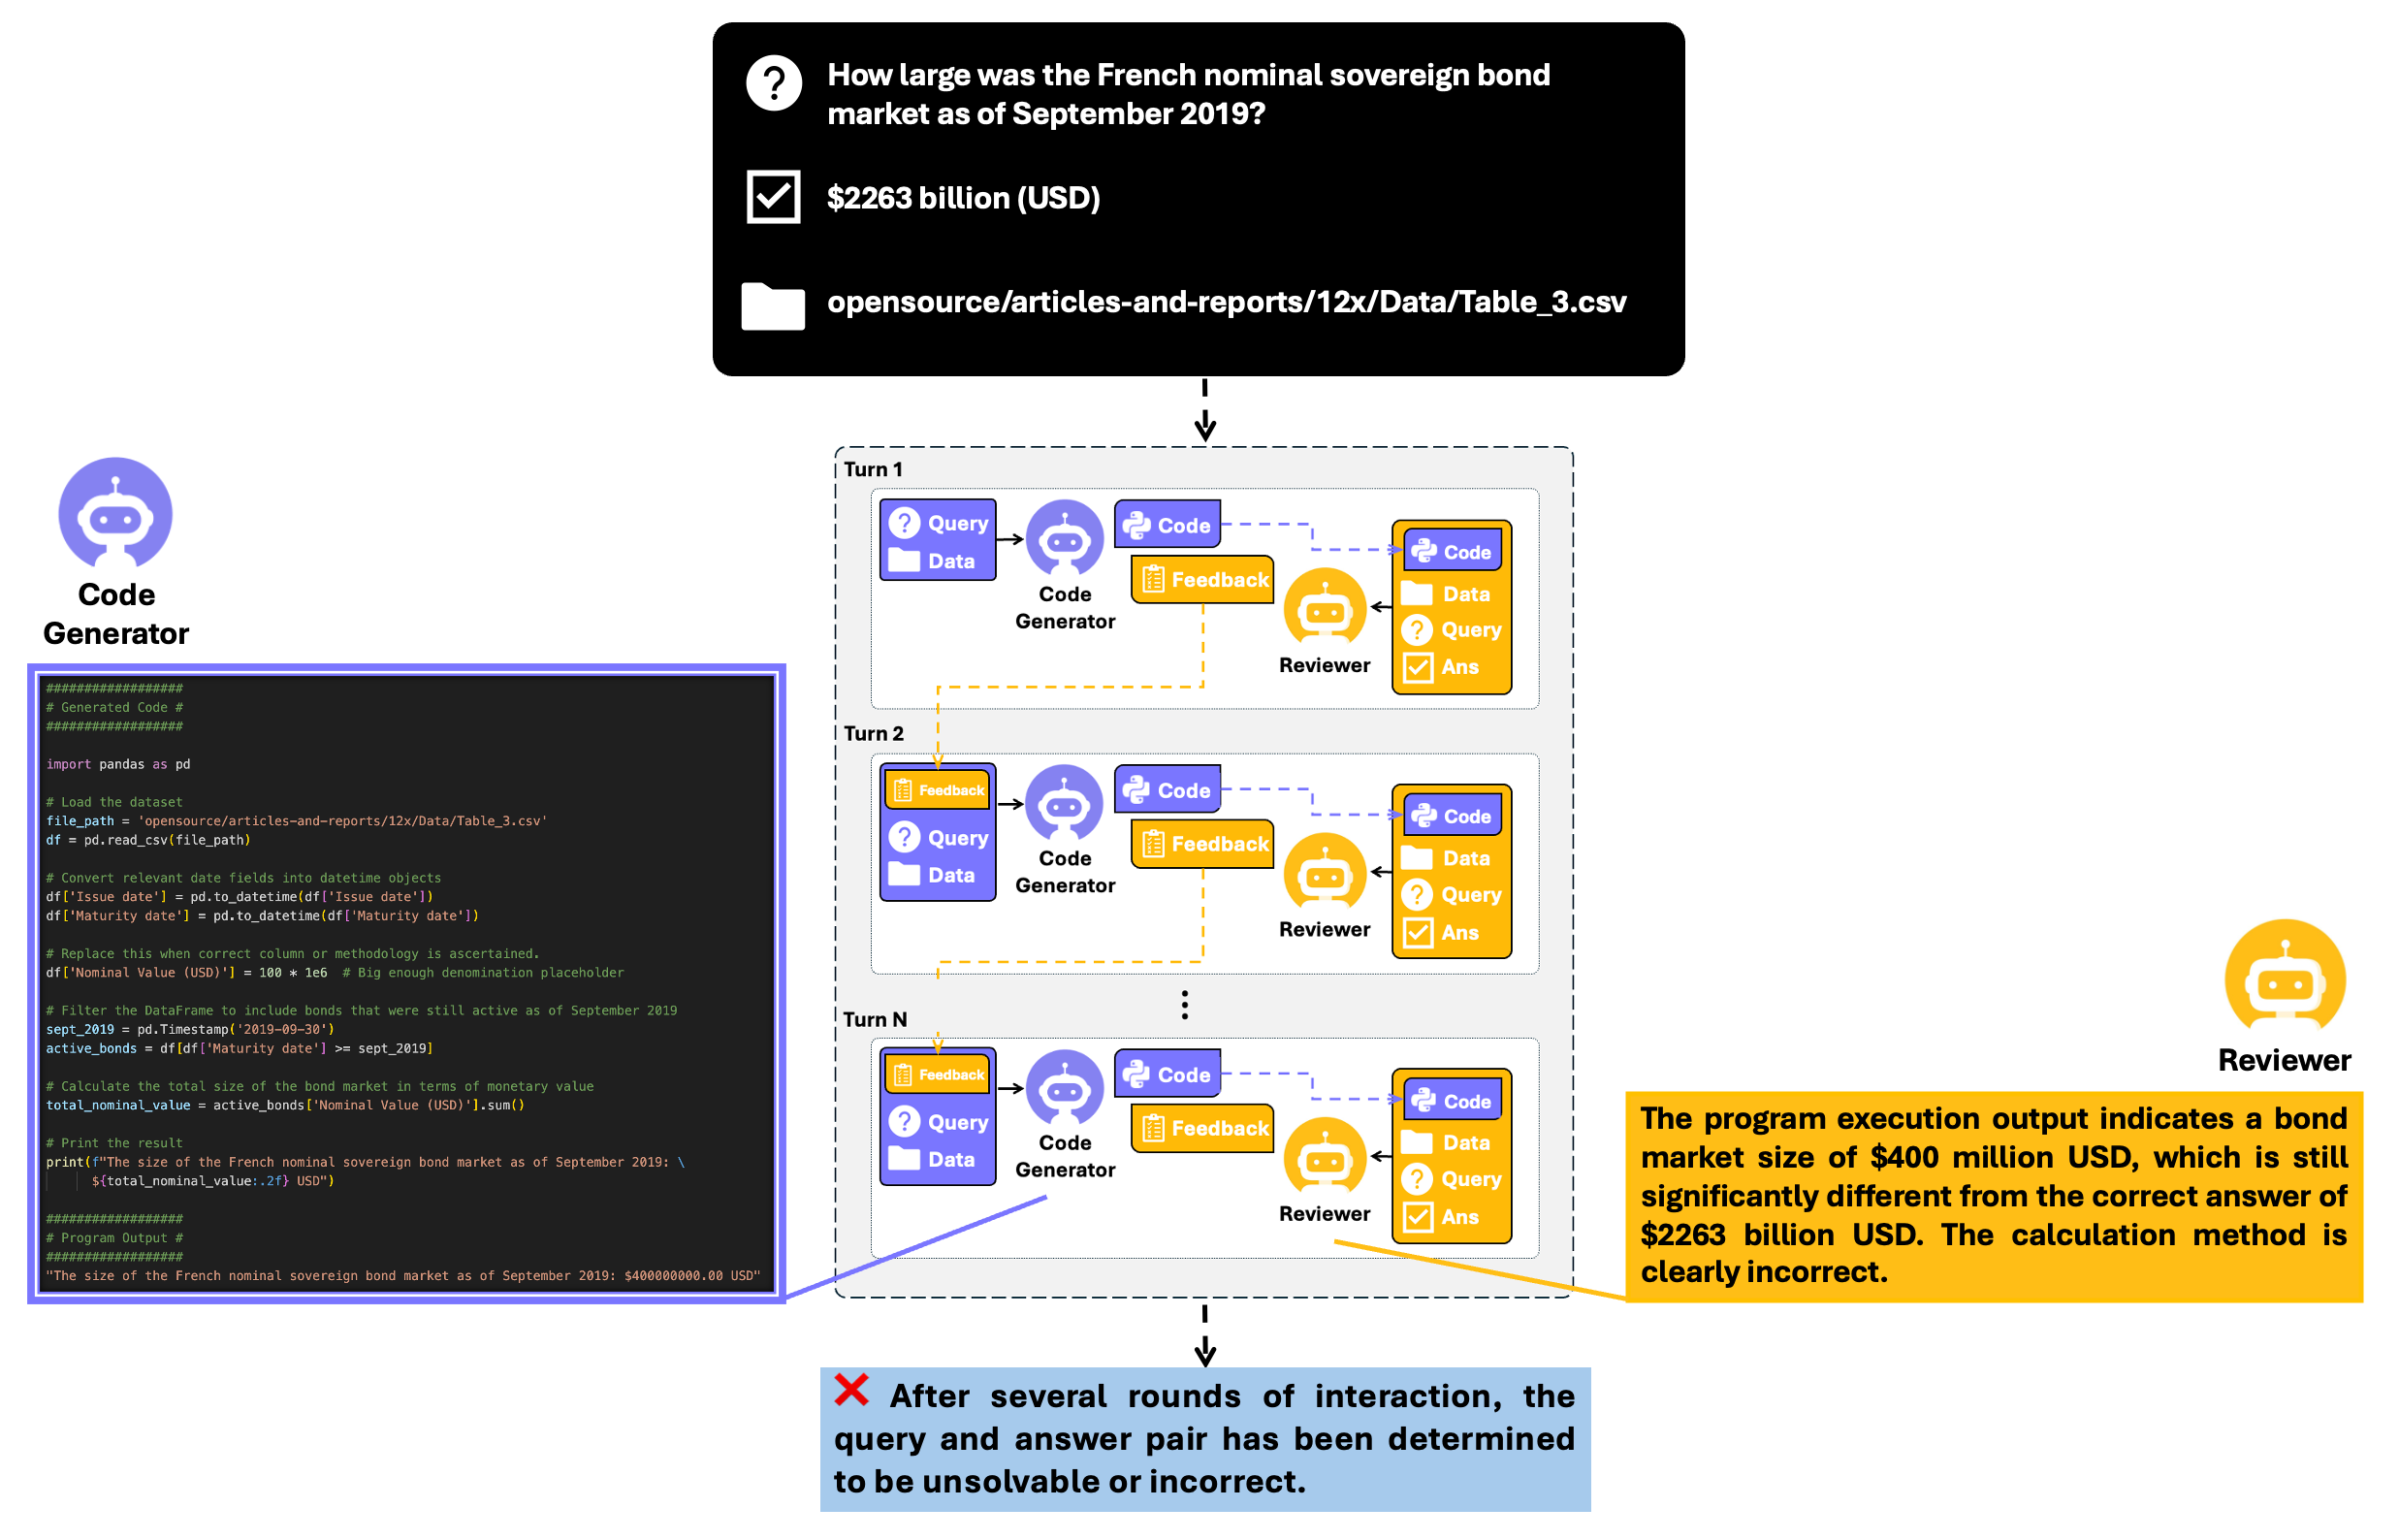 How large was the French nominal sovereign bond
market as of September 2019?
$2263 billion (USD)
opensource/articles-and-reports/12x/Data/Table_3.csv
Code
Generator
##################
# Generated Code #
##################
import pandas as pd
# Load the dataset
file_path = 'opensource/articles-and-reports/12x/Data/Table_3.csv'
df = pd.read_csv(file_path)
# Convert relevant date fields into datetime objects
df['Issue date'] = pd.to_datetime(df['Issue date'])
df['Maturity date'] = pd.to_datetime(df['Maturity date'])
# Replace this when correct column or methodology is ascertained.
df['Nominal Value (USD)'] = 100 * 1e6  # Big enough denomination placeholder
# Filter the DataFrame to include bonds that were still active as of September 2019
sept_2019 = pd.Timestamp('2019-09-30')
active_bonds = df[df['Maturity date'] >= sept_2019]
# Calculate the total size of the bond market in terms of monetary value
total_nominal_value = active_bonds['Nominal Value (USD)'].sum()
# Print the result
print(f"The size of the French nominal sovereign bond market as of September 2019: \
${total_nominal_value:.2f} USD")
##################
# Program Output #
##################
"The size of the French nominal sovereign bond market as of September 2019: $400000000.00 USD"
Turn 1
Query
Data
Code
Generator
Code
Feedback
Reviewer
Code
Data
Query
Ans
Turn 2
Feedback
Query
Data
Code
Generator
Code
Feedback
Reviewer
Code
Data
Query
Ans
Turn N
Feedback
Query
Data
Code
Generator
Code
Feedback
Reviewer
Code
Data
Query
Ans
Reviewer
The program execution output indicates a bond
market size of $400 million USD, which is still
significantly different from the correct answer of
$2263 billion USD. The calculation method is
clearly incorrect.
After several rounds of interaction, the
query and answer pair has been determined
to be unsolvable or incorrect.